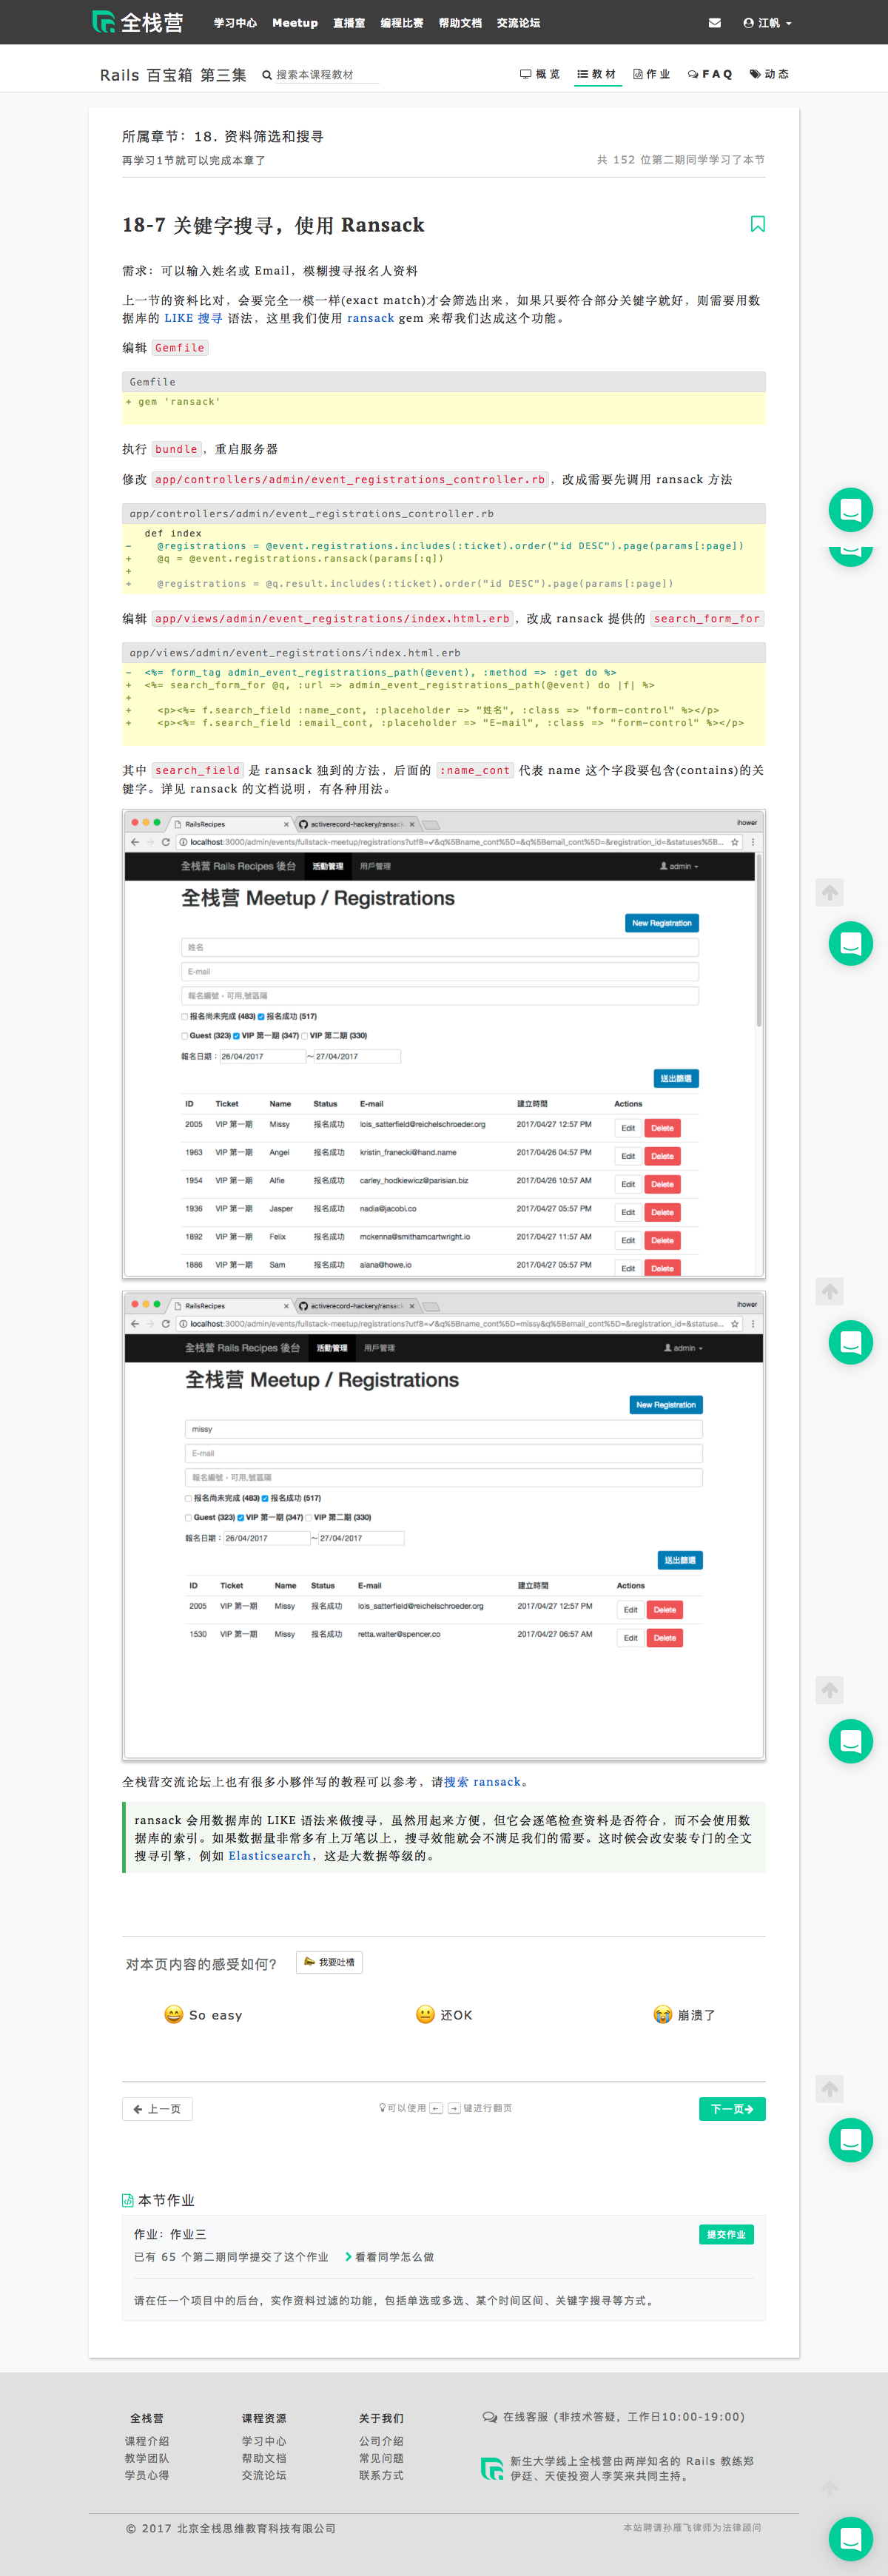 全栈营 学习中心 Meetup 直播室 编程比赛 帮助文档 交流论坛 江帆
Rails 百宝箱 第三集 搜索本课程教材 概览 教材 作业 FAQ 动态
所属章节：18. 资料筛选和搜寻
再学习1节就可以完成本章了 共 152 位第二期同学学习了本节
18-7 关键字搜寻，使用 Ransack
需求：可以输入姓名或 Email，模糊搜寻报名人资料
上一节的资料比对，会要完全一模一样(exact match)才会筛选出来，如果只要符合部分关键字就好，则需要用数
据库的 LIKE 搜寻 语法，这里我们使用 ransack gem 来帮我们达成这个功能。
编辑 Gemfile
Gemfile
+ gem 'ransack'
执行 bundle，重启服务器
修改 app/controllers/admin/event_registrations_controller.rb，改成需要先调用 ransack 方法
app/controllers/admin/event_registrations_controller.rb
def index
- @registrations = @event.registrations.includes(:ticket).order("id DESC").page(params[:page])
+ @q = @event.registrations.ransack(params[:q])
+
+ @registrations = @q.result.includes(:ticket).order("id DESC").page(params[:page])
编辑 app/views/admin/event_registrations/index.html.erb，改成 ransack 提供的 search_form_for
app/views/admin/event_registrations/index.html.erb
- <%= form_tag admin_event_registrations_path(@event), :method => :get do %>
+ <%= search_form_for @q, :url => admin_event_registrations_path(@event) do |f| %>
+
+ <p><%= f.search_field :name_cont, :placeholder => "姓名", :class => "form-control" %></p>
+ <p><%= f.search_field :email_cont, :placeholder => "E-mail", :class => "form-control" %></p>
其中 search_field 是 ransack 独到的方法，后面的 :name_cont 代表 name 这个字段要包含(contains)的关
键字。详见 ransack 的文档说明，有各种用法。
RailsRecipes activerecord-hackery/ransack ihower
localhost:3000/admin/events/fullstack-meetup/registrations?utf8=✓&q%5Bname_cont%5D=&q%5Bemail_cont%5D=&registration_id=&statuses%5B...
全栈营 Rails Recipes 後台 活動管理 用戶管理 admin
全栈营 Meetup / Registrations
New Registration
姓名
E-mail
報名編號，可用,號區隔
报名尚未完成 (483) 报名成功 (517)
Guest (323) VIP 第一期 (347) VIP 第二期 (330)
報名日期：26/04/2017 ~ 27/04/2017
送出篩選
ID Ticket Name Status E-mail 建立時間 Actions
2005 VIP 第一期 Missy 报名成功 lois_satterfield@reichelschroeder.org 2017/04/27 12:57 PM Edit Delete
1963 VIP 第一期 Angel 报名成功 kristin_franecki@hand.name 2017/04/26 04:57 PM Edit Delete
1954 VIP 第一期 Alfie 报名成功 carley_hodkiewicz@parisian.biz 2017/04/26 10:57 AM Edit Delete
1936 VIP 第一期 Jasper 报名成功 nadia@jacobi.co 2017/04/27 05:57 PM Edit Delete
1892 VIP 第一期 Felix 报名成功 mckenna@smithamcartwright.io 2017/04/27 11:57 AM Edit Delete
1886 VIP 第一期 Sam 报名成功 alana@howe.io 2017/04/27 05:57 PM Edit Delete
RailsRecipes activerecord-hackery/ransack ihower
localhost:3000/admin/events/fullstack-meetup/registrations?utf8=✓&q%5Bname_cont%5D=missy&q%5Bemail_cont%5D=&registration_id=&statuse...
全栈营 Rails Recipes 後台 活動管理 用戶管理 admin
全栈营 Meetup / Registrations
New Registration
missy
E-mail
報名編號，可用,號區隔
报名尚未完成 (483) 报名成功 (517)
Guest (323) VIP 第一期 (347) VIP 第二期 (330)
報名日期：26/04/2017 ~ 27/04/2017
送出篩選
ID Ticket Name Status E-mail 建立時間 Actions
2005 VIP 第一期 Missy 报名成功 lois_satterfield@reichelschroeder.org 2017/04/27 12:57 PM Edit Delete
1530 VIP 第一期 Missy 报名成功 retta.walter@spencer.co 2017/04/27 06:57 AM Edit Delete
全栈营交流论坛上也有很多小夥伴写的教程可以参考，请搜索 ransack。
ransack 会用数据库的 LIKE 语法来做搜寻，虽然用起来方便，但它会逐笔检查资料是否符合，而不会使用数
据库的索引。如果数据量非常多有上万笔以上，搜寻效能就会不满足我们的需要。这时候会改安装专门的全文
搜寻引擎，例如 Elasticsearch，这是大数据等级的。
对本页内容的感受如何? 我要吐槽
So easy 还OK 崩溃了
上一页 可以使用 ← → 键进行翻页 下一页
本节作业
作业：作业三 提交作业
已有 65 个第二期同学提交了这个作业 看看同学怎么做
请在任一个项目中的后台，实作资料过滤的功能，包括单选或多选、某个时间区间、关键字搜寻等方式。
全栈营 课程资源 关于我们 在线客服 (非技术答疑，工作日10:00-19:00)
课程介绍 学习中心 公司介绍
教学团队 帮助文档 常见问题 新生大学线上全栈营由两岸知名的 Rails 教练郑
学员心得 交流论坛 联系方式 伊廷、天使投资人李笑来共同主持。
© 2017 北京全栈思维教育科技有限公司 本站聘请孙雁飞律师为法律顾问